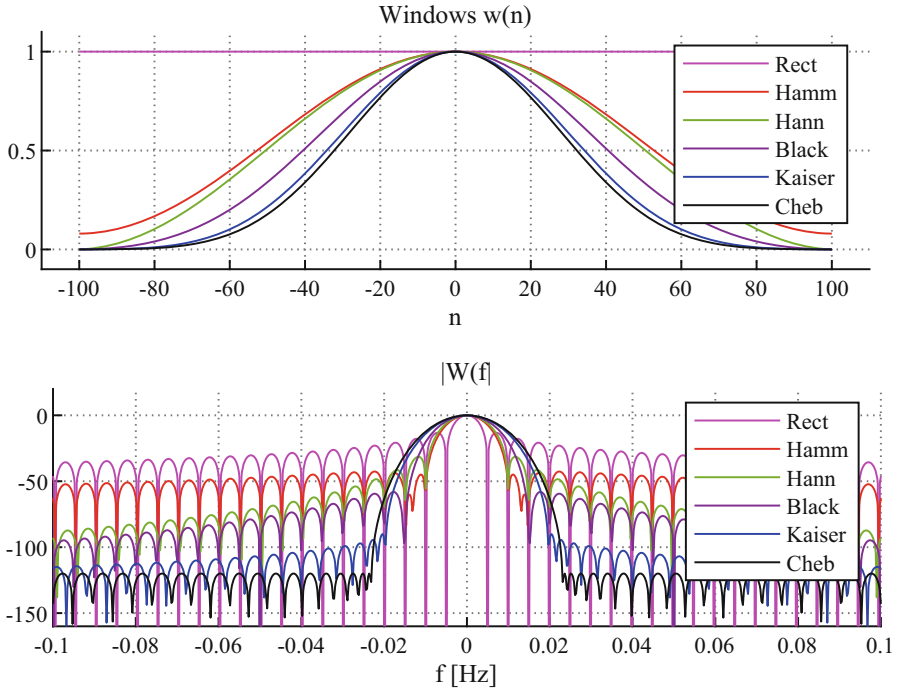 Windows w(n)
1
0.5
0
Rect
Hamm
Hann
Black
Kaiser
Cheb
-100 -80 -60 -40 -20 0 20 40 60 80 100
n
|W(f|
0
-50
-100
-150
Rect
Hamm
Hann
Black
Kaiser
Cheb
-0.1 -0.08 -0.06 -0.04 -0.02 0 0.02 0.04 0.06 0.08 0.1
f [Hz]